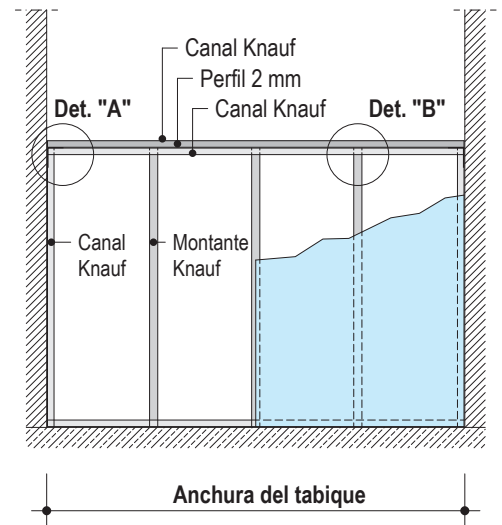 Canal Knauf
Perfil 2 mm
Det. "A"
Canal Knauf
Det. "B"
Canal
Knauf
Montante
Knauf
Anchura del tabique